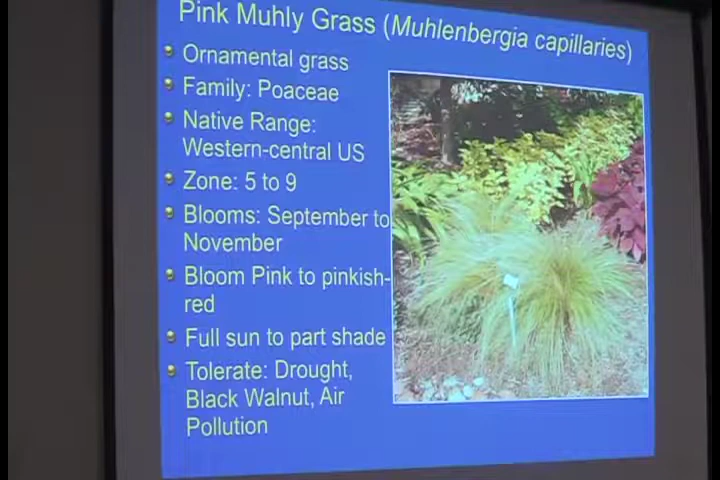 Pink Muhly Grass (Muhlenbergia capillaries)
Ornamental grass
Family: Poaceae
Native Range:
Western-central US
Zone: 5 to 9
Blooms: September to
November
Bloom Pink to pinkish-
red
Full sun to part shade
Tolerate: Drought,
Black Walnut, Air
Pollution